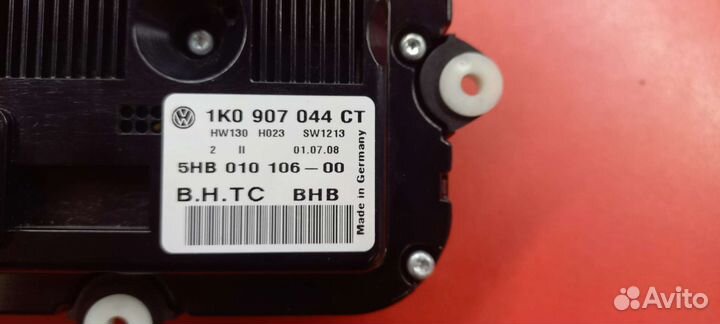 1K0 907 044 CT
HW130 H023 SW1213
2 II 01.07.08
5HB 010 106-00
B.H.TC BHB
Made in Germany
Avito